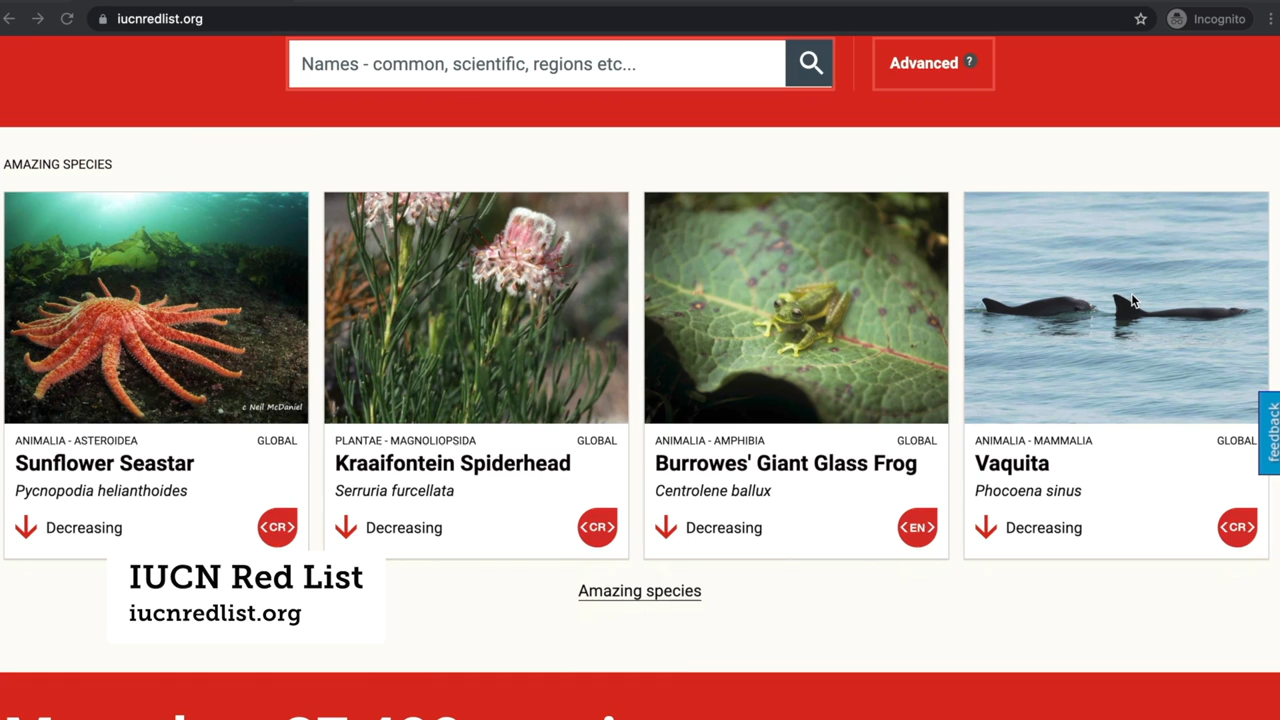 iucnredlist.org
Incognito
Names - common, scientific, regions etc...
Advanced ?
AMAZING SPECIES
c Neil McDaniel
ANIMALIA - ASTEROIDEA GLOBAL
Sunflower Seastar
Pycnopodia helianthoides
Decreasing <CR>
PLANTAE - MAGNOLIOPSIDA GLOBAL
Kraaifontein Spiderhead
Serruria furcellata
Decreasing <CR>
ANIMALIA - AMPHIBIA GLOBAL
Burrowes' Giant Glass Frog
Centrolene ballux
Decreasing <EN>
ANIMALIA - MAMMALIA GLOBAL
Vaquita
Phocoena sinus
Decreasing <CR>
feedback
IUCN Red List
iucnredlist.org
Amazing species